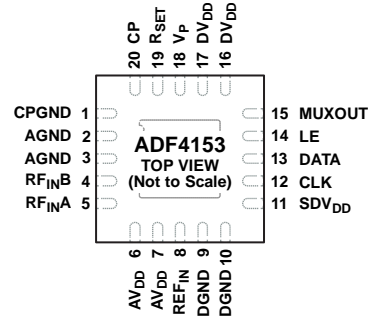 20 CP
19 RSET
18 VP
17 DVDD
16 DVDD
CPGND 1
AGND 2
AGND 3
RFINB 4
RFINA 5
ADF4153
TOP VIEW
(Not to Scale)
15 MUXOUT
14 LE
13 DATA
12 CLK
11 SDVDD
AVDD 6
AVDD 7
REFIN 8
DGND 9
DGND 10